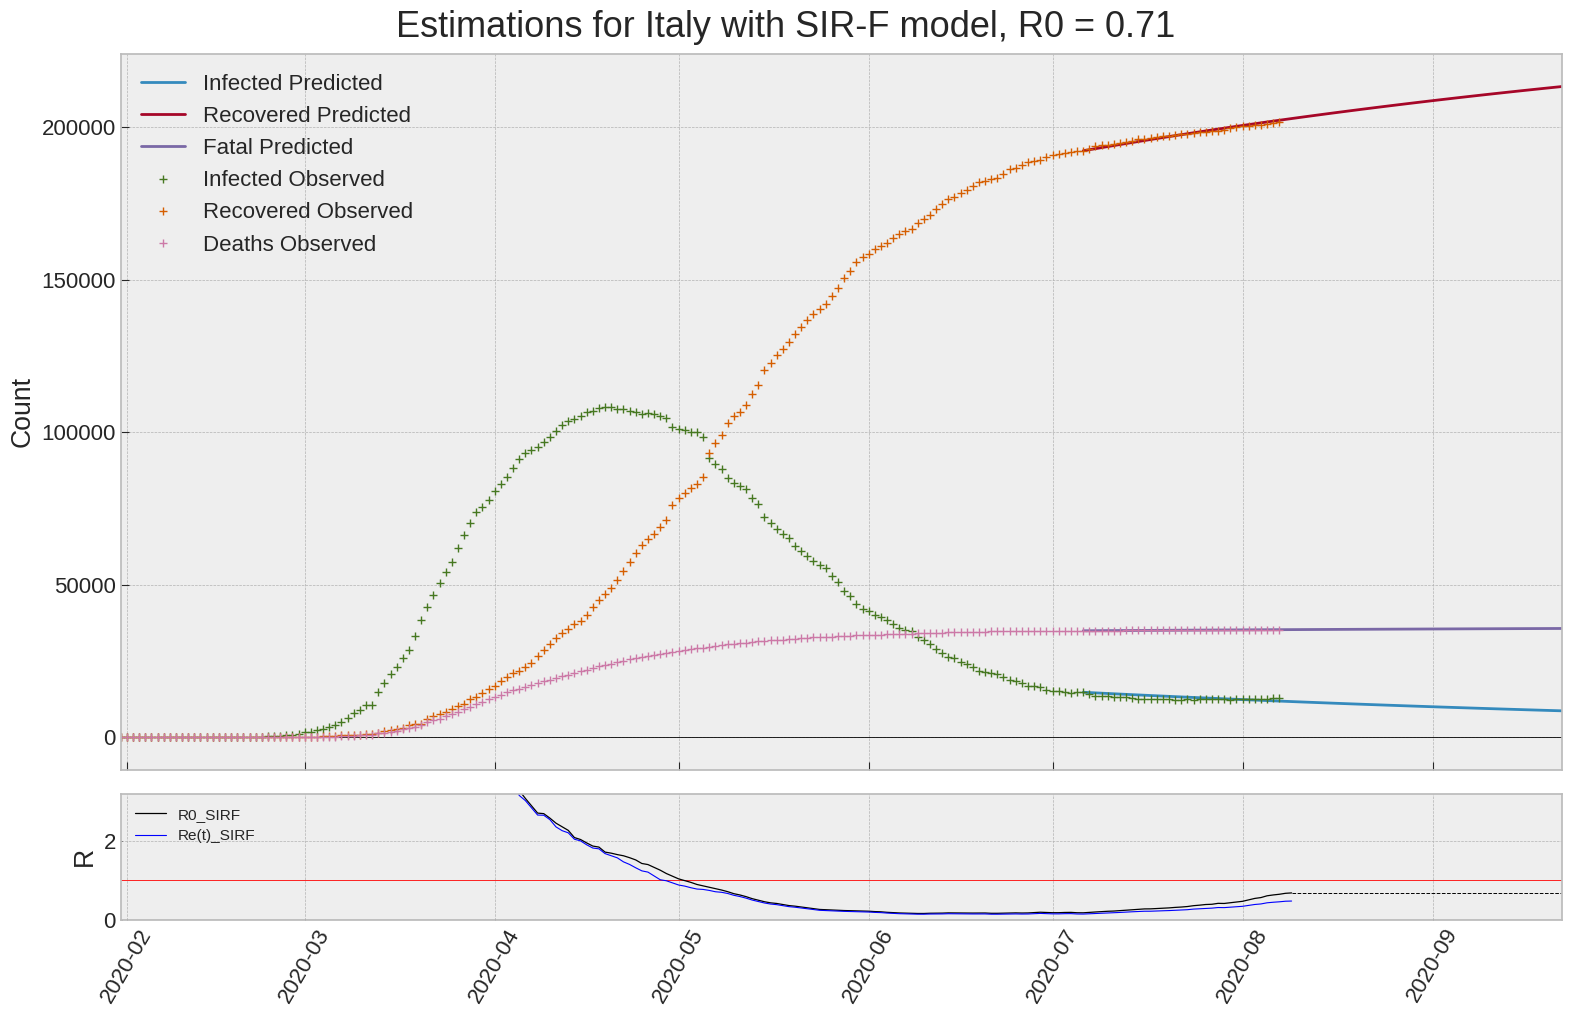 Estimations for Italy with SIR-F model, R0 = 0.71
Infected Predicted
Recovered Predicted
Fatal Predicted
Infected Observed
Recovered Observed
Deaths Observed
200000
150000
100000
50000
0
Count
R0_SIRF
Re(t)_SIRF
2
0
R
2020-02
2020-03
2020-04
2020-05
2020-06
2020-07
2020-08
2020-09